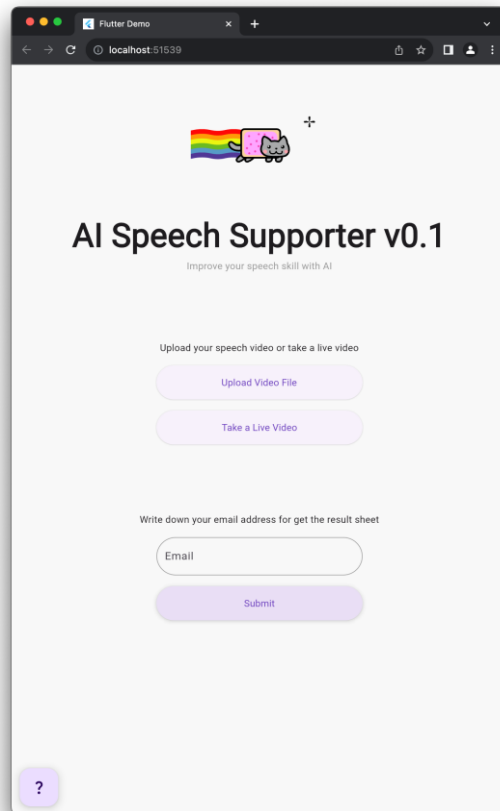 Flutter Demo
localhost:51539
AI Speech Supporter v0.1
Improve your speech skill with AI
Upload your speech video or take a live video
Upload Video File
Take a Live Video
Write down your email address for get the result sheet
Email
Submit
?